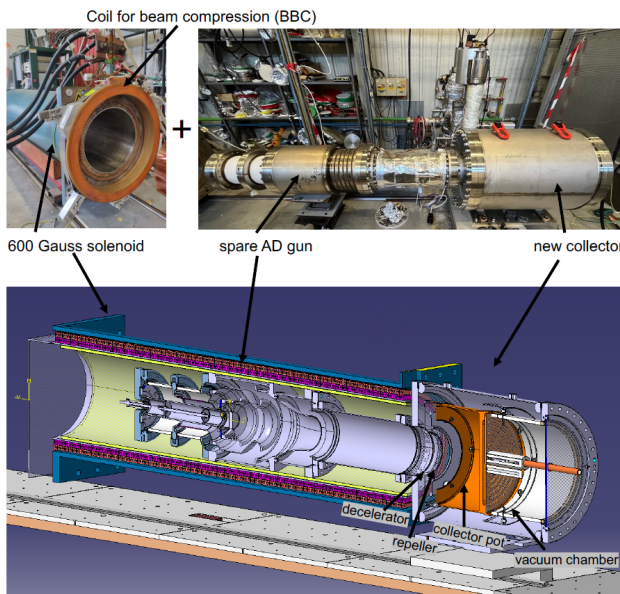 Coil for beam compression (BBC)
+
600 Gauss solenoid
spare AD gun
new collector
decelerator
repeller
collector pot
vacuum chamber